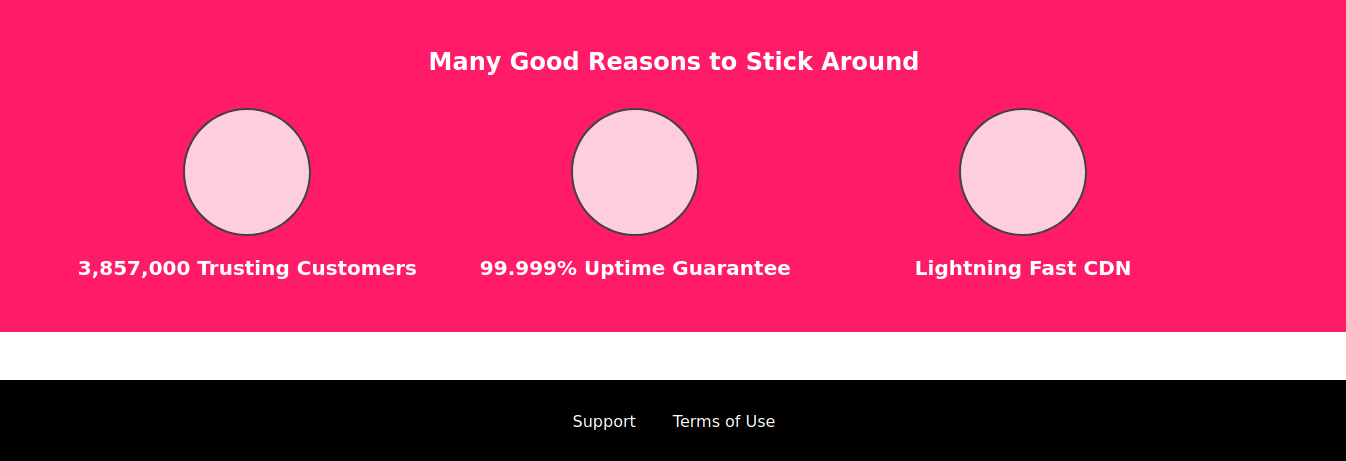 Many Good Reasons to Stick Around
3,857,000 Trusting Customers
99.999% Uptime Guarantee
Lightning Fast CDN
Support
Terms of Use